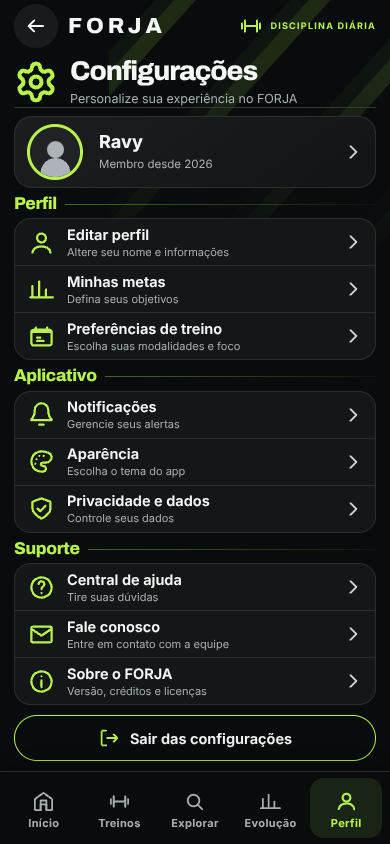 FORJA
DISCIPLINA DIÁRIA
Configurações
Personalize sua experiência no FORJA
Ravy
Membro desde 2026
Perfil
Editar perfil
Altere seu nome e informações
Minhas metas
Defina seus objetivos
Preferências de treino
Escolha suas modalidades e foco
Aplicativo
Notificações
Gerencie seus alertas
Aparência
Escolha o tema do app
Privacidade e dados
Controle seus dados
Suporte
Central de ajuda
Tire suas dúvidas
Fale conosco
Entre em contato com a equipe
Sobre o FORJA
Versão, créditos e licenças
Sair das configurações
Início
Treinos
Explorar
Evolução
Perfil